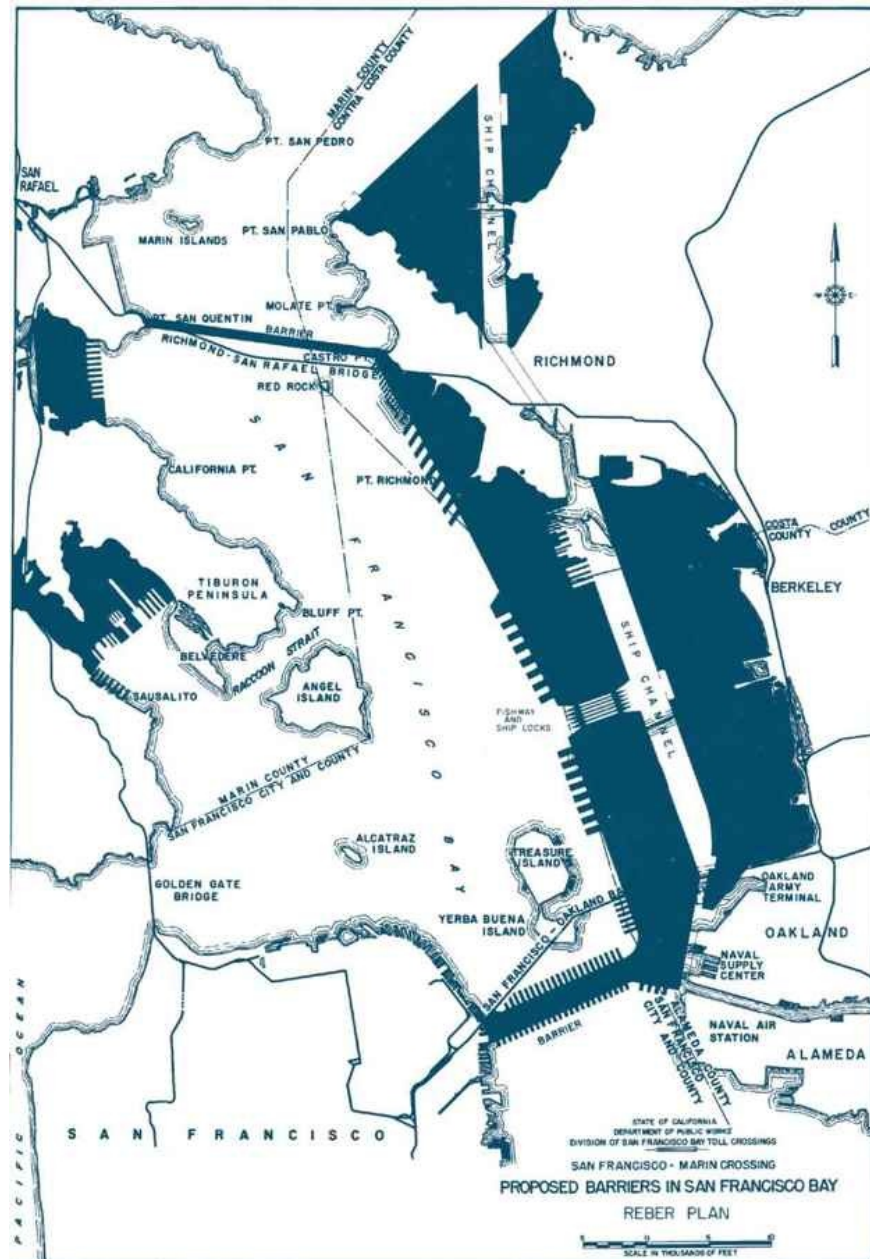 MARIN COUNTY
CONTRA COSTA COUNTY
PT. SAN PEDRO
SHIP CHANNEL
SAN
RAFAEL
MARIN ISLANDS
PT. SAN PABLO
MOLATE PT.
PT. SAN QUENTIN
BARRIER
CASTRO PT.
RICHMOND-SAN RAFAEL BRIDGE
RICHMOND
RED ROCK
SAN FRANCISCO BAY
CALIFORNIA PT.
PT. RICHMOND
COSTA
COUNTY COUNTY
BERKELEY
TIBURON
PENINSULA
BLUFF PT.
BELVEDERE
RACCOON STRAIT
ANGEL
ISLAND
SAUSALITO
SHIP CHANNEL
FISHWAY
AND
SHIP LOCKS
MARIN COUNTY
SAN FRANCISCO CITY AND COUNTY
ALCATRAZ
ISLAND
TREASURE
ISLAND
GOLDEN GATE
BRIDGE
YERBA BUENA
ISLAND
SAN FRANCISCO - OAKLAND BA
OAKLAND
ARMY
TERMINAL
OAKLAND
NAVAL
SUPPLY
CENTER
BARRIER
ALAMEDA COUNTY
SAN FRANCISCO
CITY AND COUNTY
NAVAL AIR
STATION
ALAMEDA
PACIFIC OCEAN
SAN FRANCISCO
STATE OF CALIFORNIA
DEPARTMENT OF PUBLIC WORKS
DIVISION OF SAN FRANCISCO BAY TOLL CROSSINGS
SAN FRANCISCO - MARIN CROSSING
PROPOSED BARRIERS IN SAN FRANCISCO BAY
REBER PLAN
SCALE IN THOUSANDS OF FEET